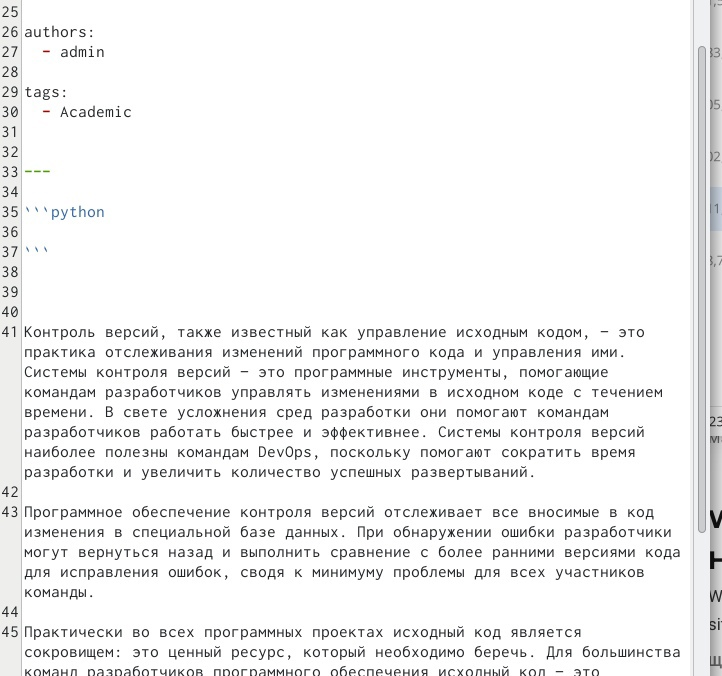 25
26 authors:
27   - admin
28
29 tags:
30   - Academic
31
32
33 ---
34
35 ```python
36
37 ```
38
39
40
41 Контроль версий, также известный как управление исходным кодом, - это
практика отслеживания изменений программного кода и управления ими.
Системы контроля версий - это программные инструменты, помогающие
командам разработчиков управлять изменениями в исходном коде с течением
времени. В свете усложнения сред разработки они помогают командам
разработчиков работать быстрее и эффективнее. Системы контроля версий
наиболее полезны командам DevOps, поскольку помогают сократить время
разработки и увеличить количество успешных развертываний.
42
43 Программное обеспечение контроля версий отслеживает все вносимые в код
изменения в специальной базе данных. При обнаружении ошибки разработчики
могут вернуться назад и выполнить сравнение с более ранними версиями кода
для исправления ошибок, сводя к минимуму проблемы для всех участников
команды.
44
45 Практически во всех программных проектах исходный код является
сокровищем: это ценный ресурс, который необходимо беречь. Для большинства
команд разработчиков программного обеспечения исходный код - это